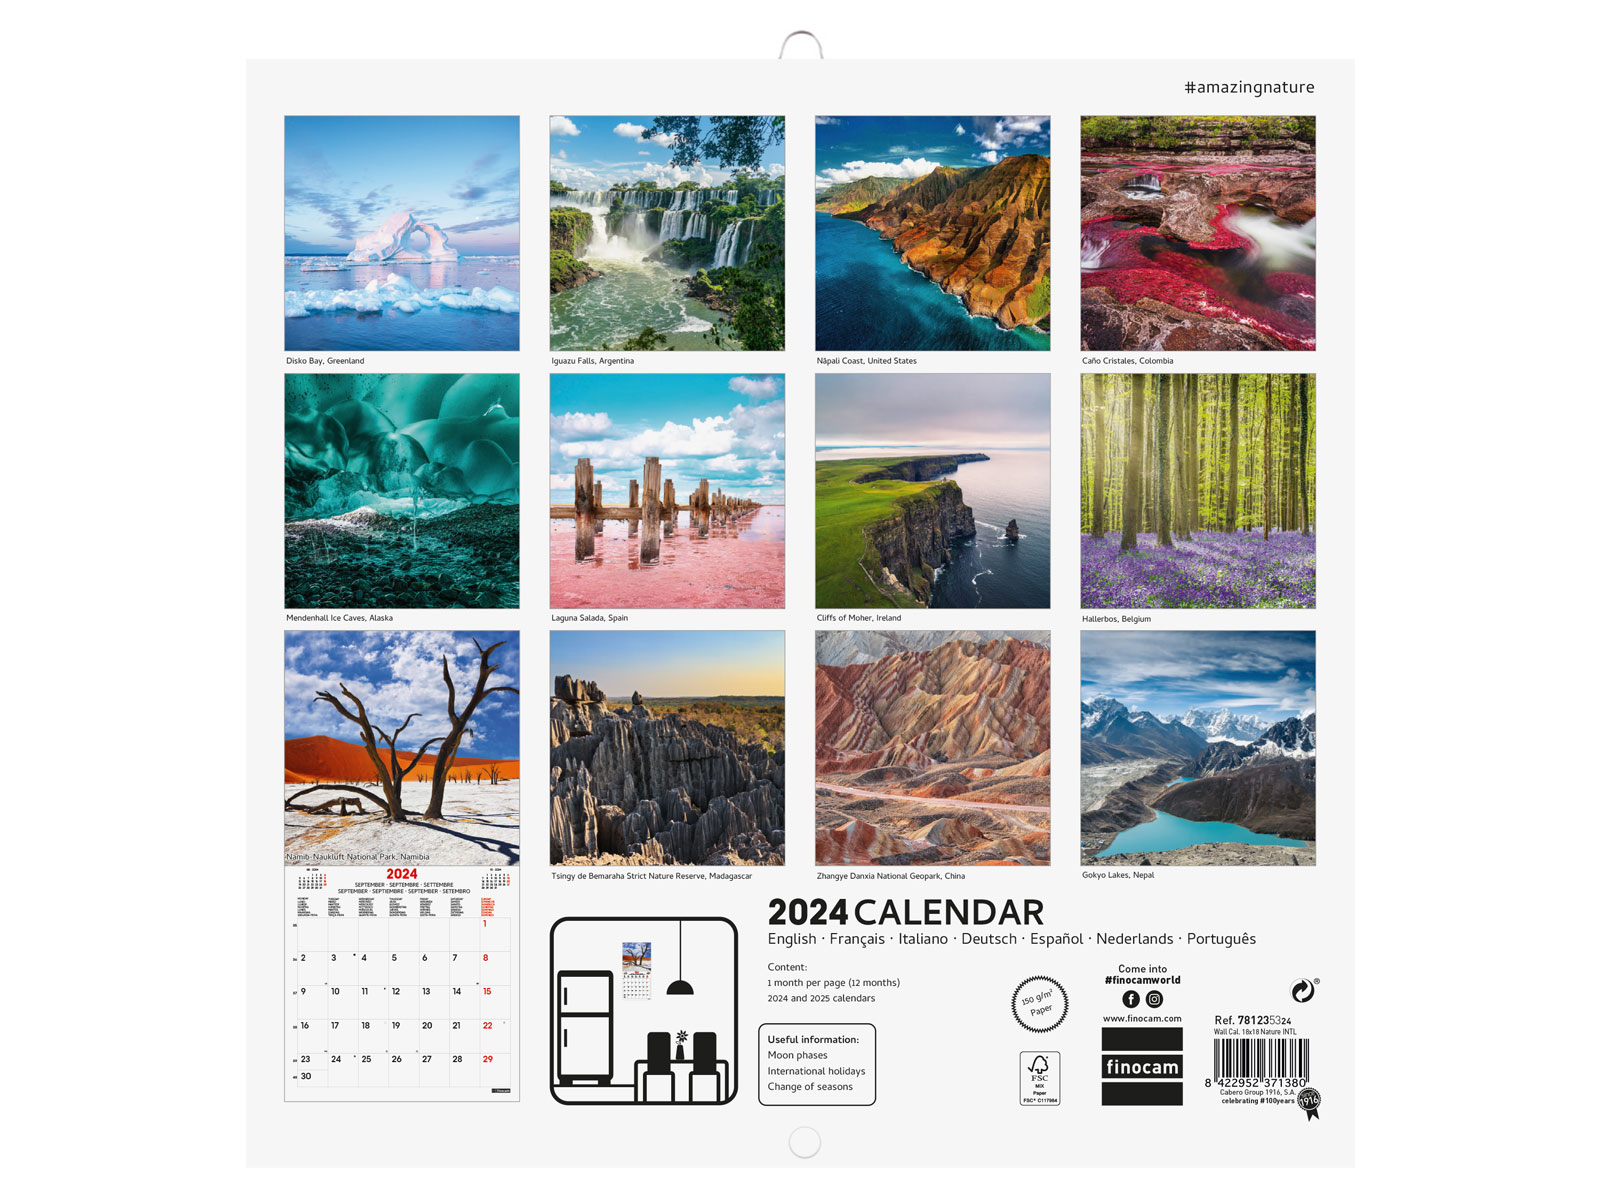 #amazingnature
Disko Bay, Greenland
Iguazu Falls, Argentina
Nāpali Coast, United States
Caño Cristales, Colombia
Mendenhall Ice Caves, Alaska
Laguna Salada, Spain
Cliffs of Moher, Ireland
Hallerbos, Belgium
Namib-Naukluft National Park, Namibia
Tsingy de Bemaraha Strict Nature Reserve, Madagascar
Zhangye Danxia National Geopark, China
Gokyo Lakes, Nepal
2024
SEPTEMBER · SEPTEMBRE · SETTEMBRE
SEPTEMBER · SEPTIEMBRE · SEPTEMBER · SETEMBRO
1
2 3 4 5 6 7 8
9 10 11 12 13 14 15
16 17 18 19 20 21 22
23 24 25 26 27 28 29
30
finocam
2024 CALENDAR
English · Français · Italiano · Deutsch · Español · Nederlands · Português
Content:
1 month per page (12 months)
2024 and 2025 calendars
Useful information:
Moon phases
International holidays
Change of seasons
150 g/m²
Paper
FSC
MIX
Paper
FSC® C117984
Come into
#finocamworld
www.finocam.com
finocam
Ref. 781235324
Wall Cal. 18x18 Nature INTL
8 422952 371380
Cabero Group 1916, S.A.
celebrating #100years
1916